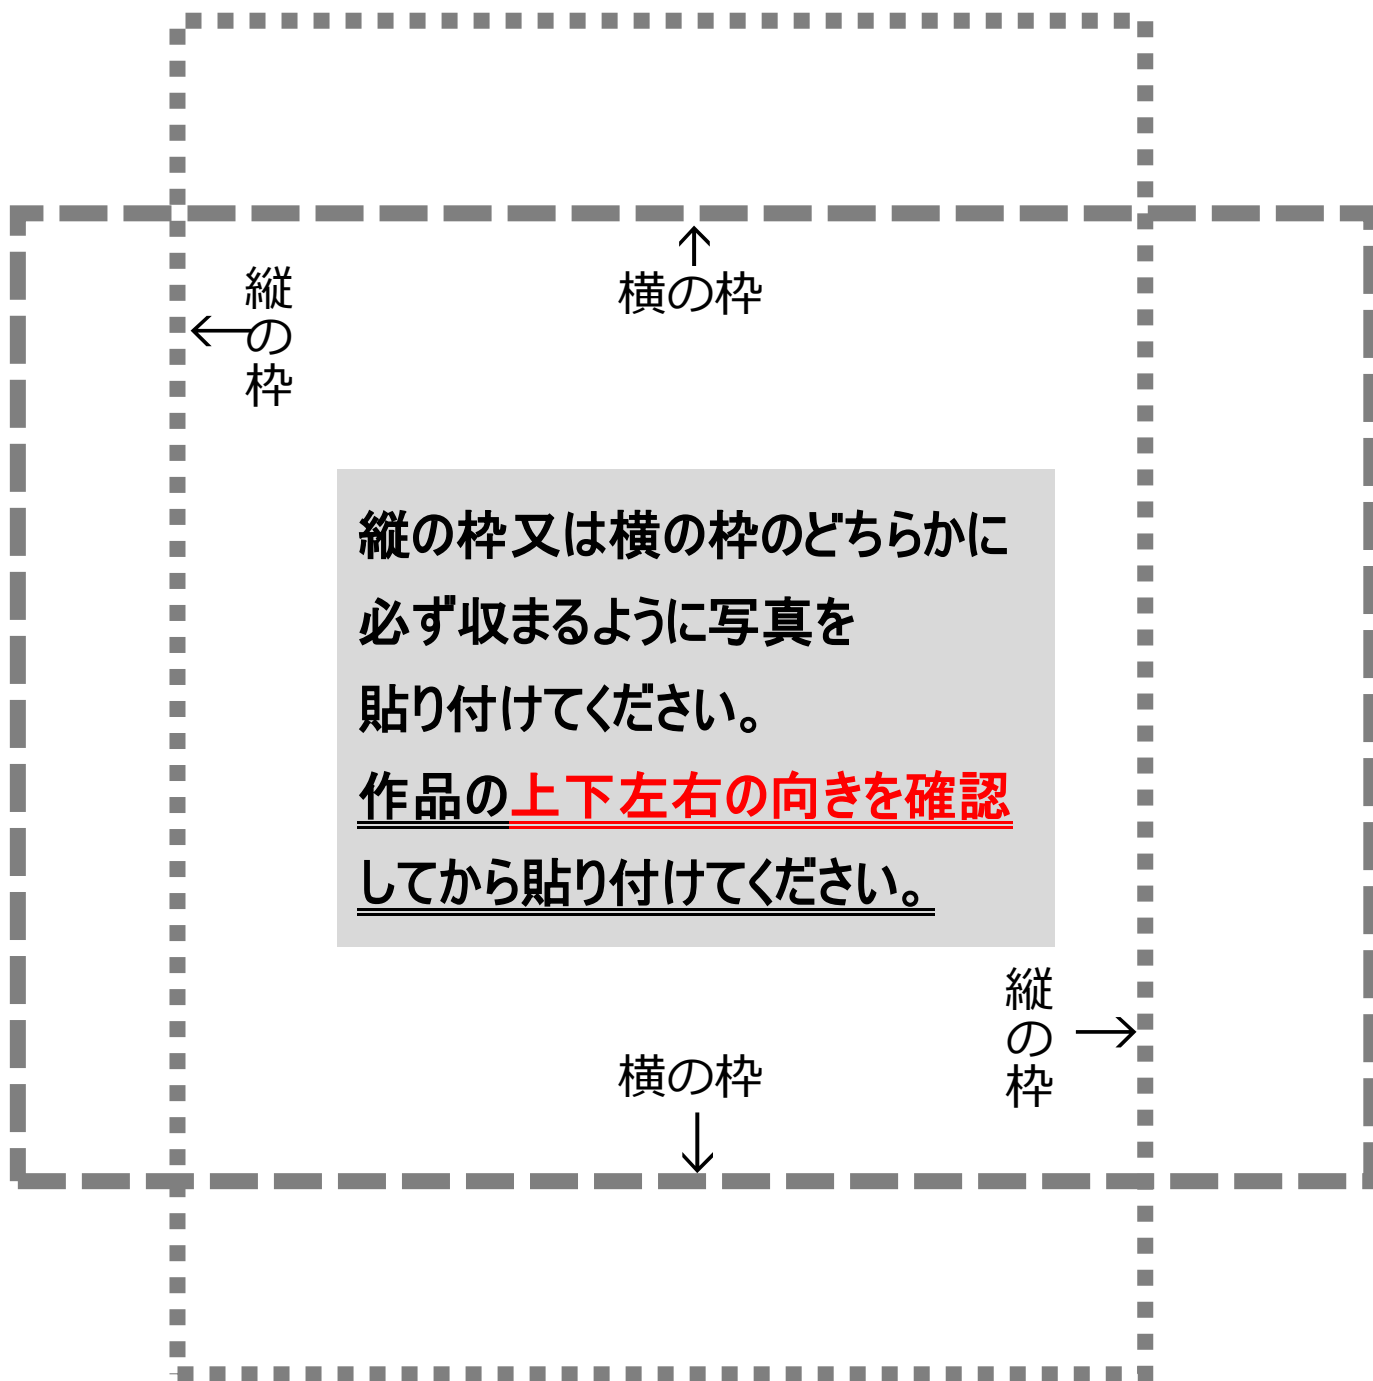 横の枠
縦の枠
縦の枠又は横の枠のどちらかに
必ず収まるように写真を
貼り付けてください。
作品の上下左右の向きを確認
してから貼り付けてください。
縦の枠
横の枠